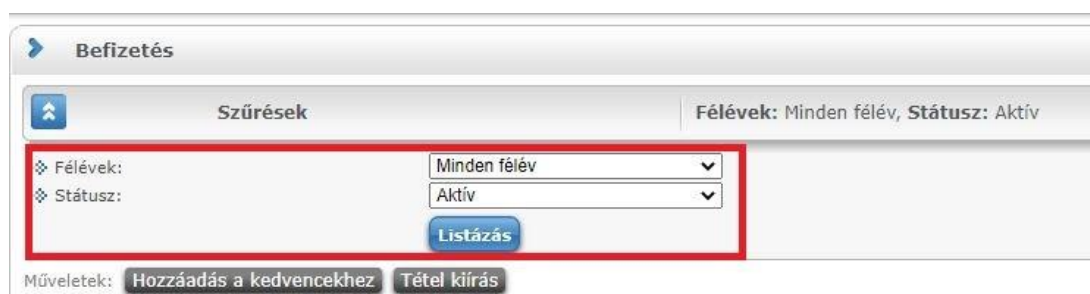 Befizetés
Szűrések Félévek: Minden félév, Státusz: Aktív
Félévek: Minden félév
Státusz: Aktív
Listázás
Műveletek: Hozzáadás a kedvencekhez Tétel kiírás